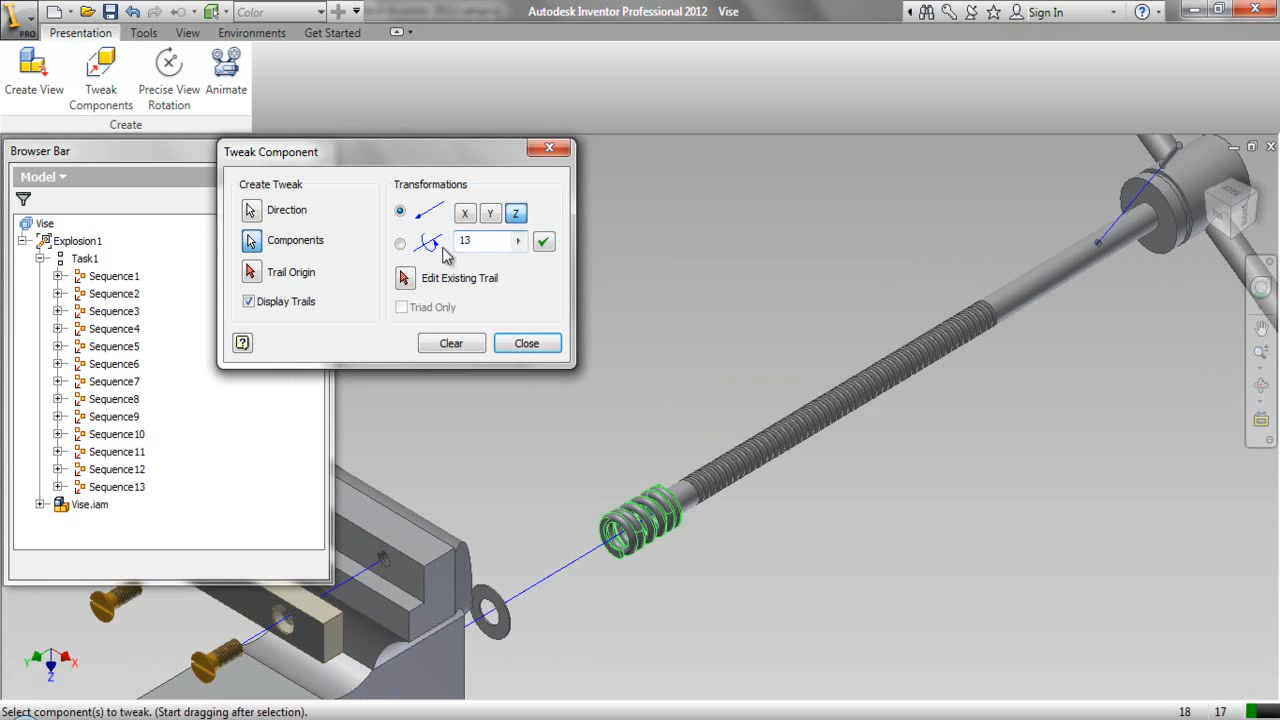 Color
Autodesk Inventor Professional 2012 Vise
Sign In
PRO
Presentation Tools View Environments Get Started
Create View
Tweak Components
Precise View Rotation
Animate
Create
Browser Bar
Model
Vise
Explosion1
Task1
Sequence1
Sequence2
Sequence3
Sequence4
Sequence5
Sequence6
Sequence7
Sequence8
Sequence9
Sequence10
Sequence11
Sequence12
Sequence13
Vise.iam
Tweak Component
Create Tweak
Direction
Components
Trail Origin
Display Trails
Transformations
X Y Z
13
Edit Existing Trail
Triad Only
Clear
Close
Y X
Z
Select component(s) to tweak. (Start dragging after selection).
18 17